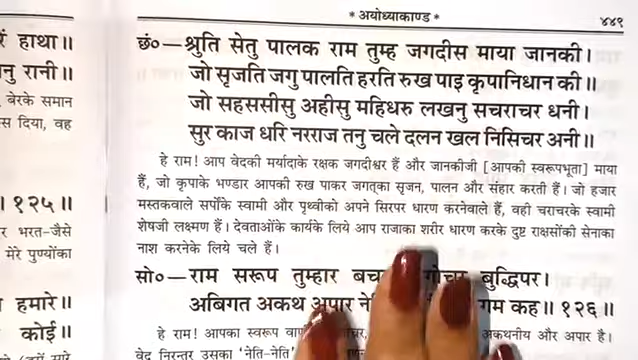 * अयोध्याकाण्ड *
४४९
रं हाथा॥
नु रानी॥
बेरके समान
स दिया, वह
१२५॥
भरत-जैसे
मेरे पुण्योंका
हमारे॥
कोई॥
छं०—श्रुति सेतु पालक राम तुम्ह जगदीस माया जानकी।
जो सृजति जगु पालति हरति रुख पाइ कृपानिधान की॥
जो सहससीसु अहीसु महिधरु लखनु सचराचर धनी।
सुर काज धरि नरराज तनु चले दलन खल निसिचर अनी॥
हे राम! आप वेदकी मर्यादाके रक्षक जगदीश्वर हैं और जानकीजी [आपकी स्वरूपभूता] माया
हैं, जो कृपाके भण्डार आपकी रुख पाकर जगत्का सृजन, पालन और संहार करती हैं। जो हजार
मस्तकवाले सर्पोंके स्वामी और पृथ्वीको अपने सिरपर धारण करनेवाले हैं, वही चराचरके स्वामी
शेषजी लक्ष्मण हैं। देवताओंके कार्यके लिये आप राजाका शरीर धारण करके दुष्ट राक्षसोंकी सेनाका
नाश करनेके लिये चले हैं।
सो०—राम सरूप तुम्हार बुद्धिपर।
अबिगत अकथ अपार कह॥ १२६॥
हे राम! आपका स्वरूप अकथनीय और अपार है।
वेद निरन्तर उसका 'नेति-नेति'